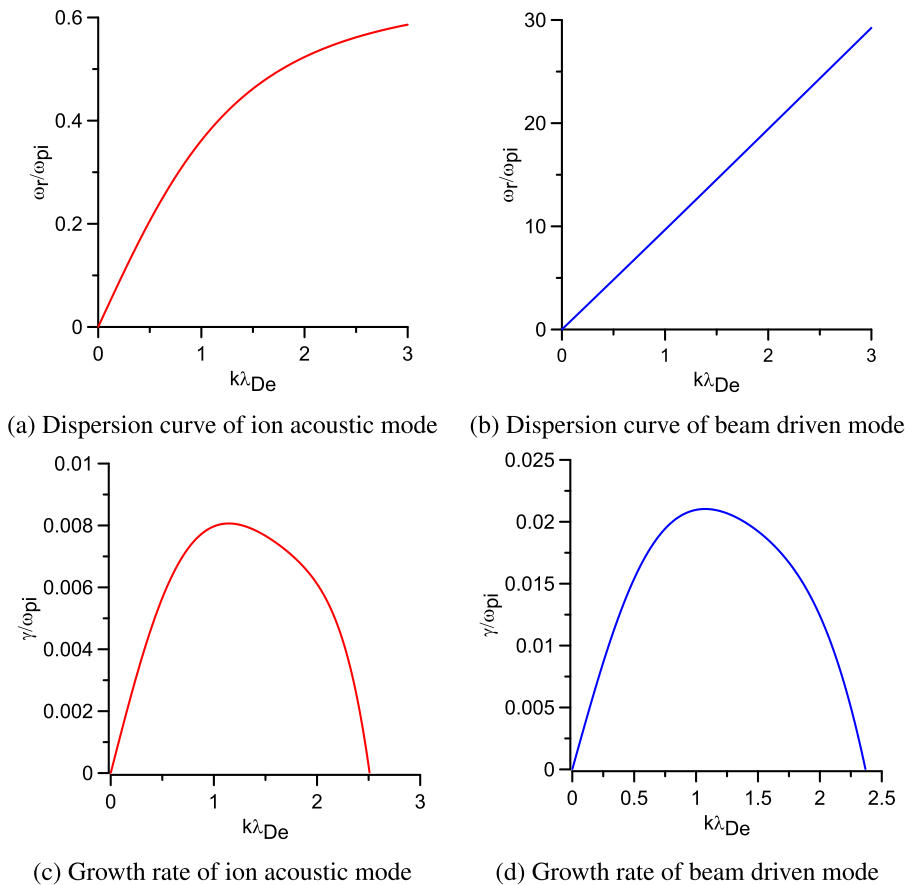 0.6
0.4
0.2
0
ωr/ωpi
0 1 2 3
kλDe
30
20
10
0
ωr/ωpi
0 1 2 3
kλDe
(a) Dispersion curve of ion acoustic mode
(b) Dispersion curve of beam driven mode
0.01
0.008
0.006
0.004
0.002
0
γ/ωpi
0 1 2 3
kλDe
0.025
0.02
0.015
0.01
0.005
0
γ/ωpi
0 0.5 1 1.5 2 2.5
kλDe
(c) Growth rate of ion acoustic mode
(d) Growth rate of beam driven mode